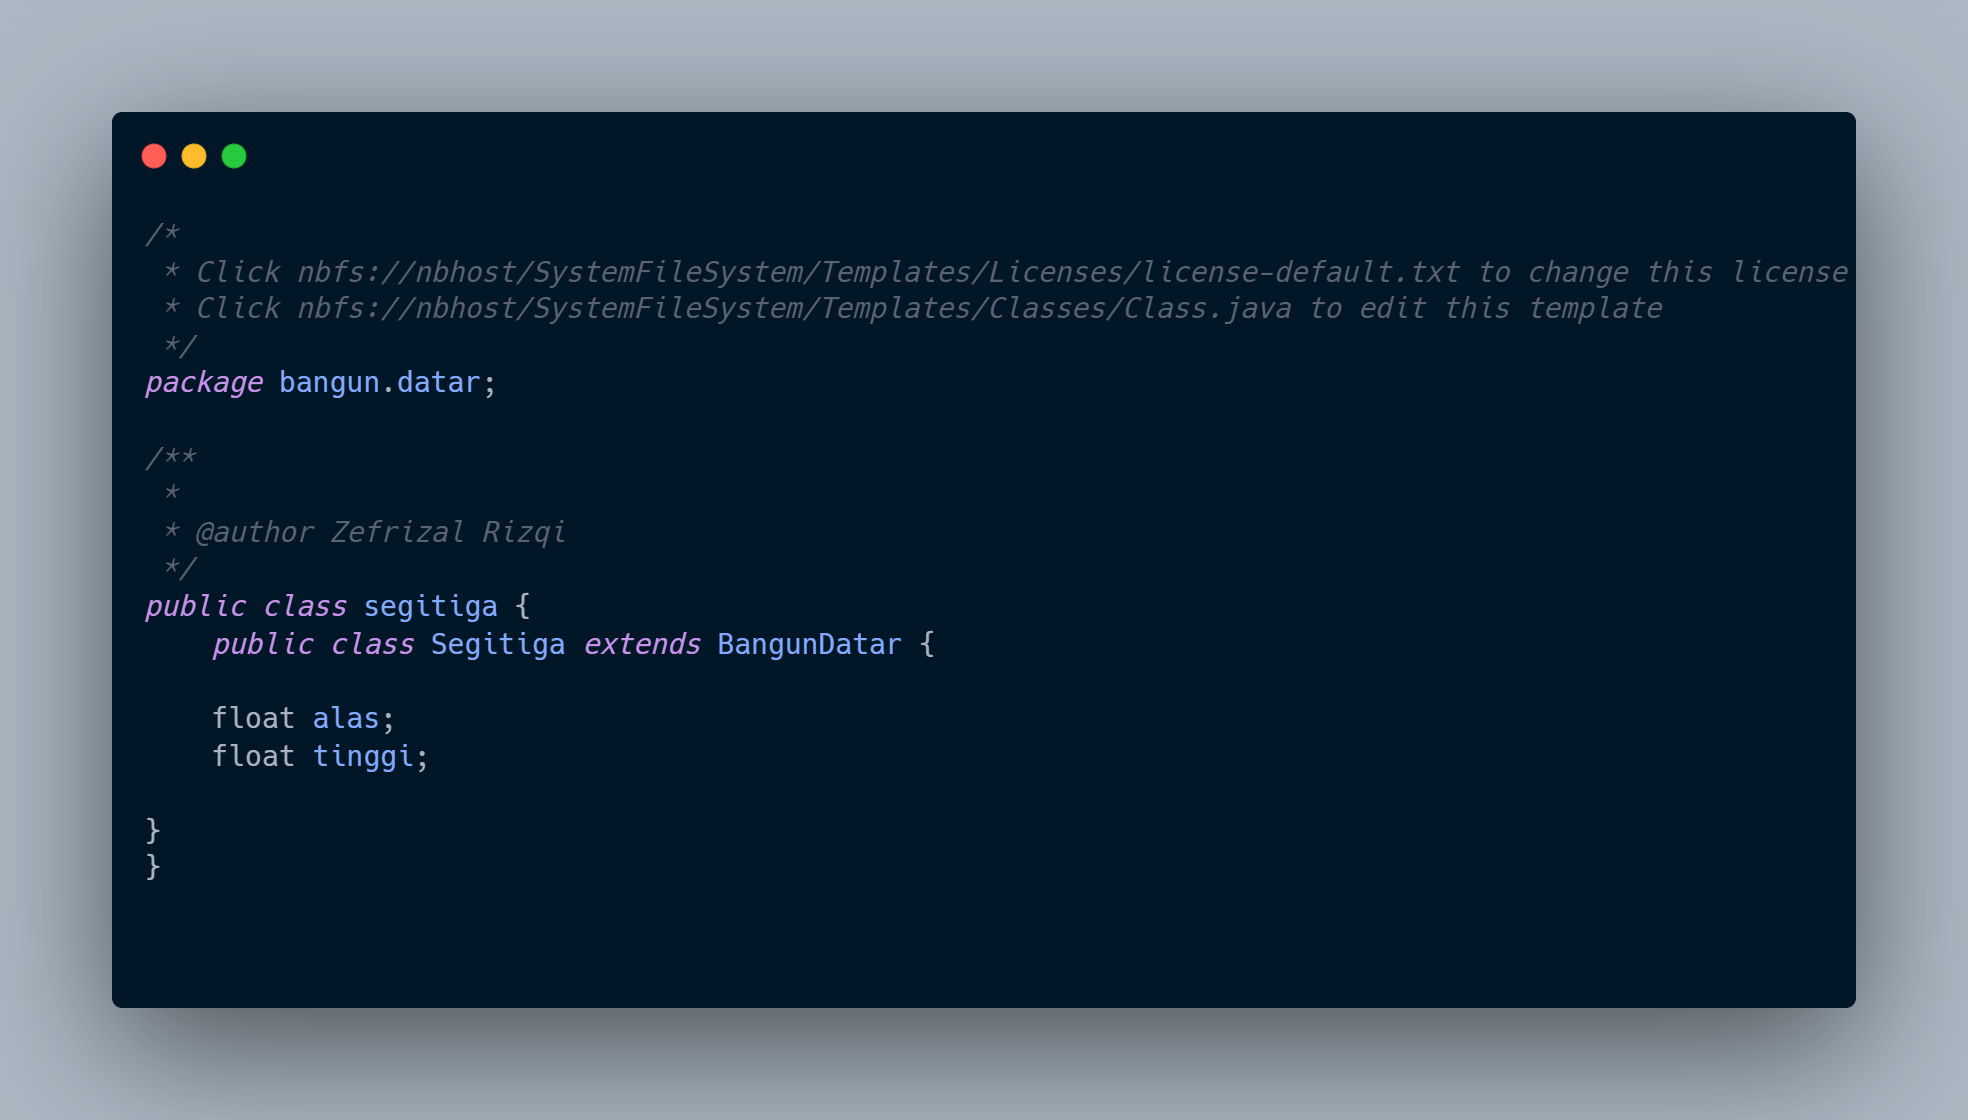 /*
 * Click nbfs://nbhost/SystemFileSystem/Templates/Licenses/license-default.txt to change this license
 * Click nbfs://nbhost/SystemFileSystem/Templates/Classes/Class.java to edit this template
 */
package bangun.datar;

/**
 *
 * @author Zefrizal Rizqi
 */
public class segitiga {
    public class Segitiga extends BangunDatar {

    float alas;
    float tinggi;

}
}